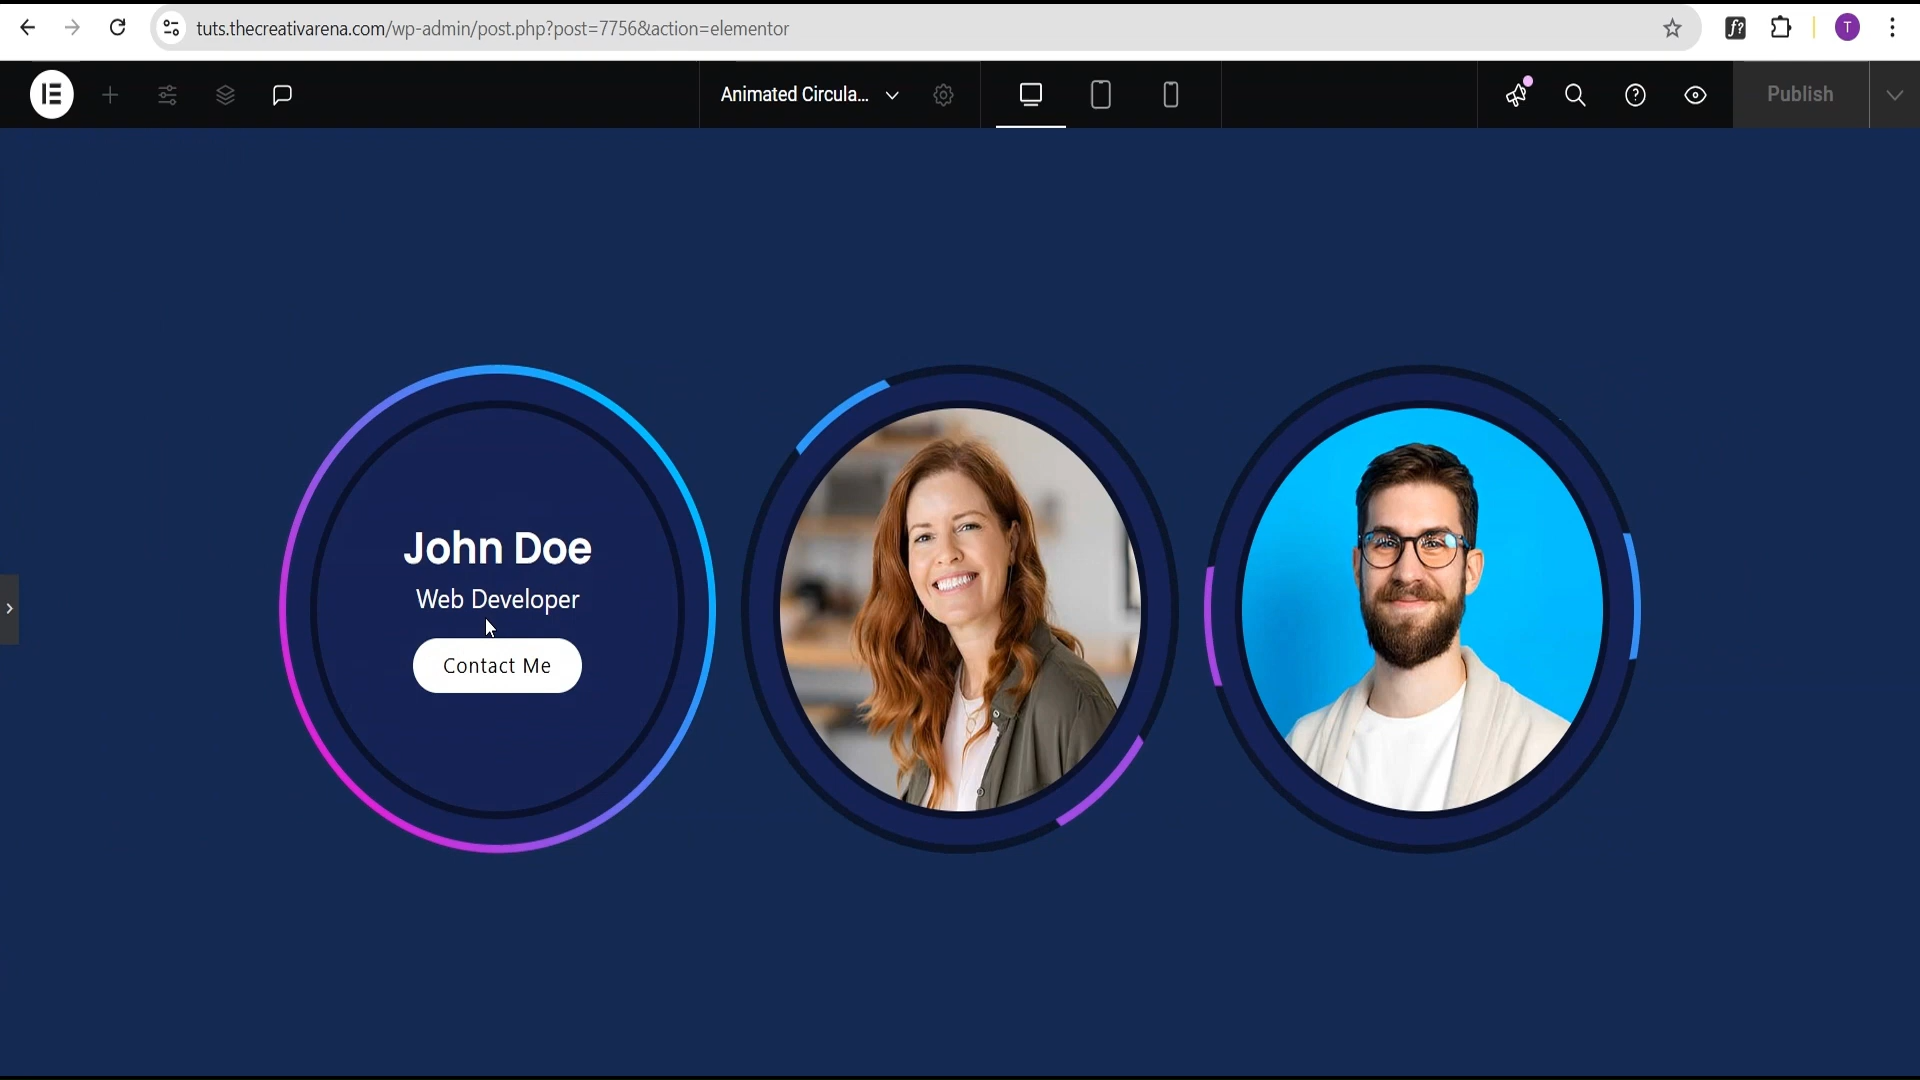 tuts.thecreativarena.com/wp-admin/post.php?post=7756&action=elementor
T
Animated Circula...
Publish
John Doe
Web Developer
Contact Me